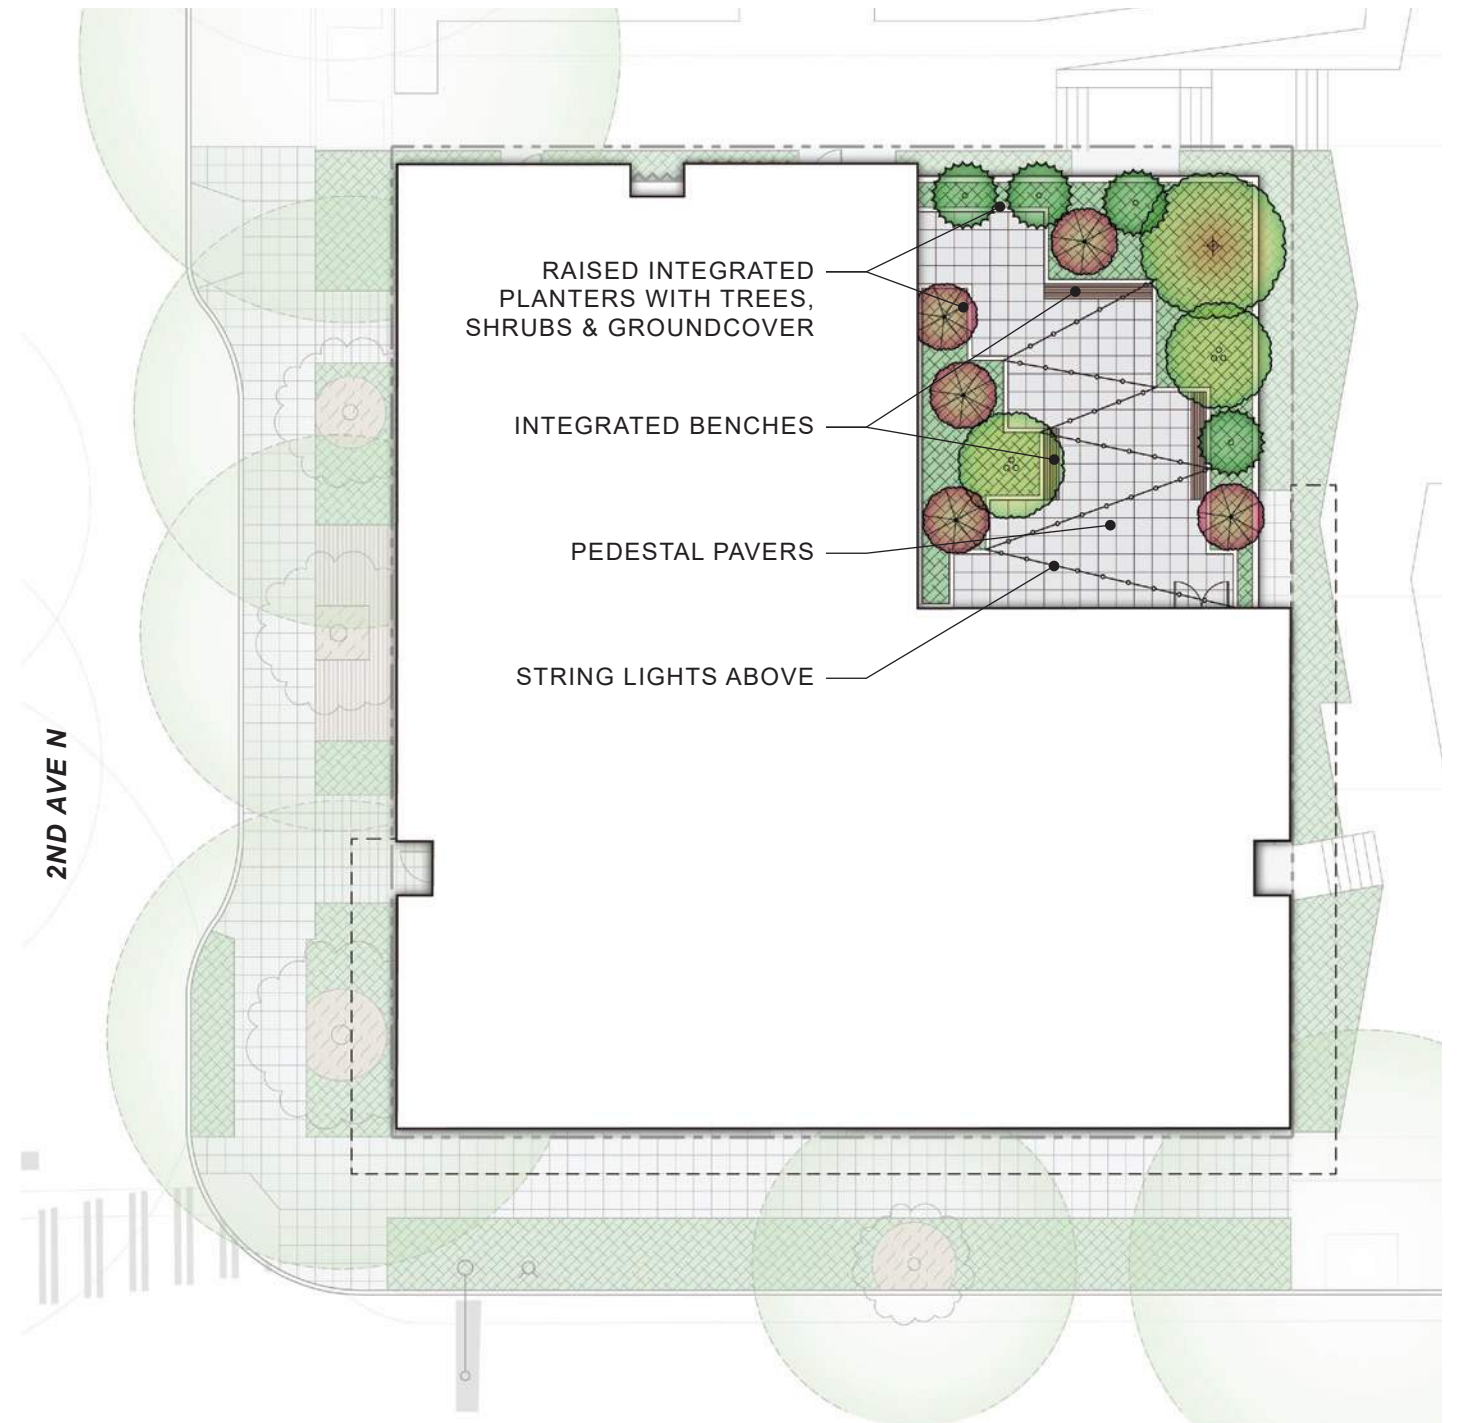 RAISED INTEGRATED
PLANTERS WITH TREES,
SHRUBS & GROUNDCOVER
INTEGRATED BENCHES
PEDESTAL PAVERS
STRING LIGHTS ABOVE
2ND AVE N